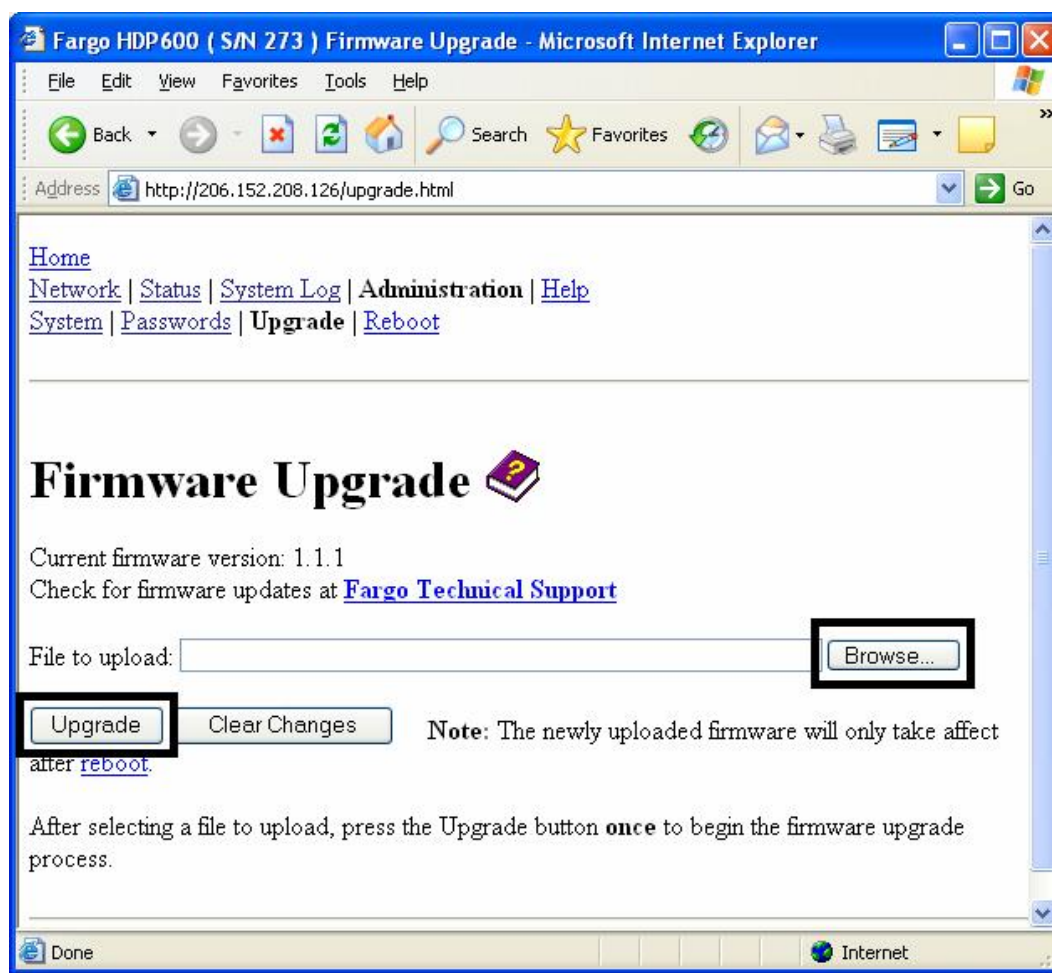 Fargo HDP600 ( S/N 273 ) Firmware Upgrade - Microsoft Internet Explorer
File Edit View Favorites Tools Help
Back Search Favorites »
Address http://206.152.208.126/upgrade.html Go
Home
Network | Status | System Log | Administration | Help
System | Passwords | Upgrade | Reboot
Firmware Upgrade ?
Current firmware version: 1.1.1
Check for firmware updates at Fargo Technical Support
File to upload: Browse...
Upgrade Clear Changes Note: The newly uploaded firmware will only take affect
after reboot.
After selecting a file to upload, press the Upgrade button once to begin the firmware upgrade
process.
Done Internet